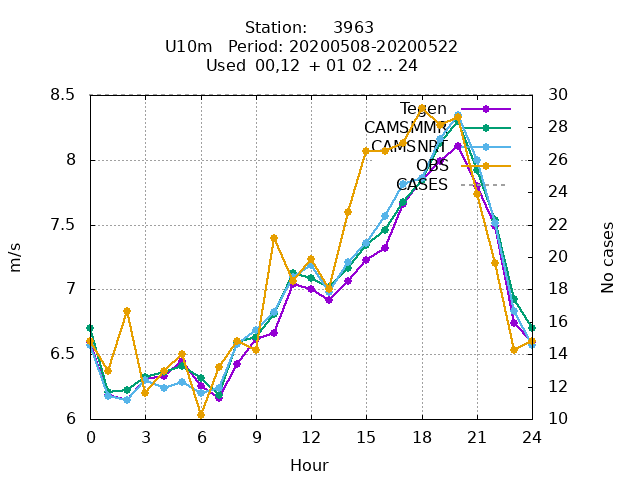 Station: 3963
U10m Period: 20200508-20200522
Used 00,12 + 01 02 ... 24
8.5
8
7.5
7
6.5
6
m/s
30
28
26
24
22
20
18
16
14
12
10
No cases
Tegen
CAMSMMR
CAMSNRT
OBS
CASES
0 3 6 9 12 15 18 21 24
Hour